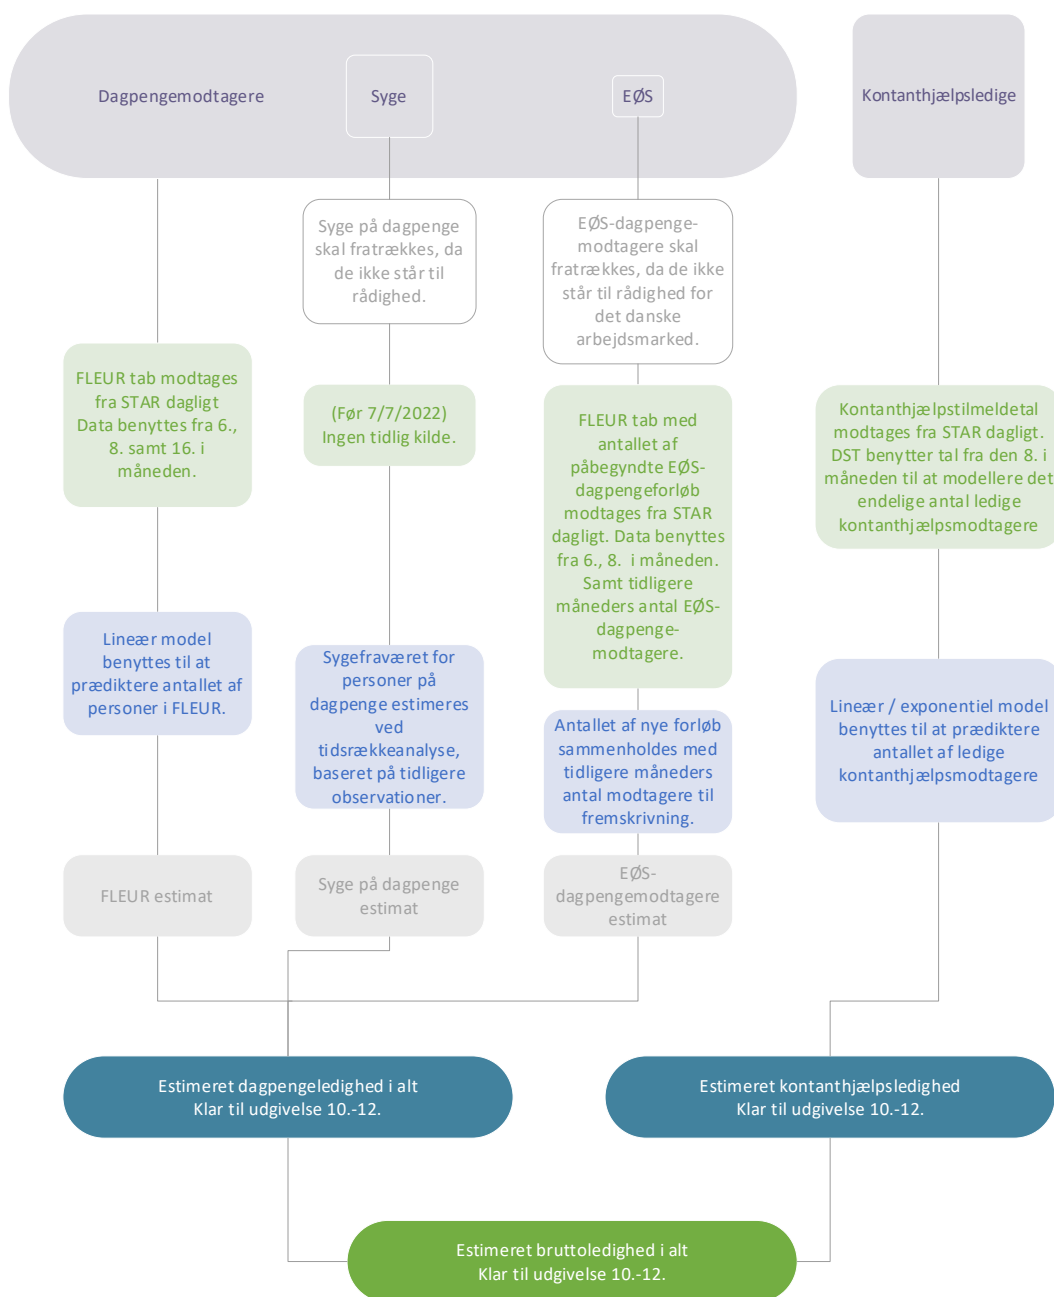 Dagpengemodtagere
Syge
EØS
Kontanthjælpsledige
Syge på dagpenge
skal fratrækkes, da
de ikke står til
rådighed.
EØS-dagpenge-
modtagere skal
fratrækkes, da de ikke
står til rådighed for
det danske
arbejdsmarked.
FLEUR tab modtages
fra STAR dagligt
Data benyttes fra 6.,
8. samt 16. i
måneden.
(Før 7/7/2022)
Ingen tidlig kilde.
FLEUR tab med
antallet af
påbegyndte EØS-
dagpengeforløb
modtages fra STAR
dagligt. Data benyttes
fra 6., 8.  i måneden.
Samt tidligere
måneders antal EØS-
dagpenge-
modtagere.
Kontanthjælpstilmeldetal
modtages fra STAR dagligt.
DST benytter tal fra den 8. i
måneden til at modellere det
endelige antal ledige
kontanthjælpsmodtagere
Lineær model
benyttes til at
prædiktere antallet af
personer i FLEUR.
Sygefraværet for
personer på
dagpenge estimeres
ved
tidsrækkeanalyse,
baseret på tidligere
observationer.
Antallet af nye forløb
sammenholdes med
tidligere måneders
antal modtagere til
fremskrivning.
Lineær / exponentiel model
benyttes til at prædiktere
antallet af ledige
kontanthjælpsmodtagere
FLEUR estimat
Syge på dagpenge
estimat
EØS-
dagpengemodtagere
estimat
Estimeret dagpengeledighed i alt
Klar til udgivelse 10.-12.
Estimeret kontanthjælpsledighed
Klar til udgivelse 10.-12.
Estimeret bruttoledighed i alt
Klar til udgivelse 10.-12.